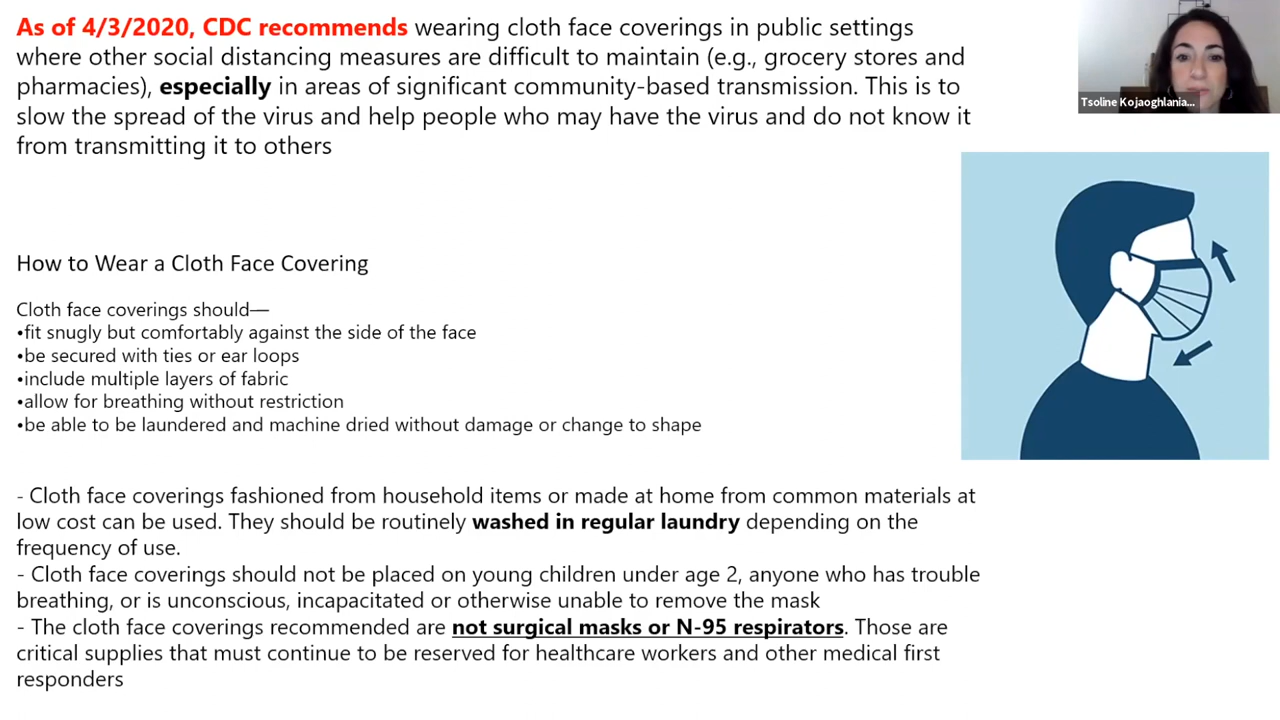 As of 4/3/2020, CDC recommends wearing cloth face coverings in public settings
where other social distancing measures are difficult to maintain (e.g., grocery stores and
pharmacies), especially in areas of significant community-based transmission. This is to
slow the spread of the virus and help people who may have the virus and do not know it
from transmitting it to others
Tsoline Kojaoghlania...
How to Wear a Cloth Face Covering
Cloth face coverings should—
•fit snugly but comfortably against the side of the face
•be secured with ties or ear loops
•include multiple layers of fabric
•allow for breathing without restriction
•be able to be laundered and machine dried without damage or change to shape
- Cloth face coverings fashioned from household items or made at home from common materials at
low cost can be used. They should be routinely washed in regular laundry depending on the
frequency of use.
- Cloth face coverings should not be placed on young children under age 2, anyone who has trouble
breathing, or is unconscious, incapacitated or otherwise unable to remove the mask
- The cloth face coverings recommended are not surgical masks or N-95 respirators. Those are
critical supplies that must continue to be reserved for healthcare workers and other medical first
responders